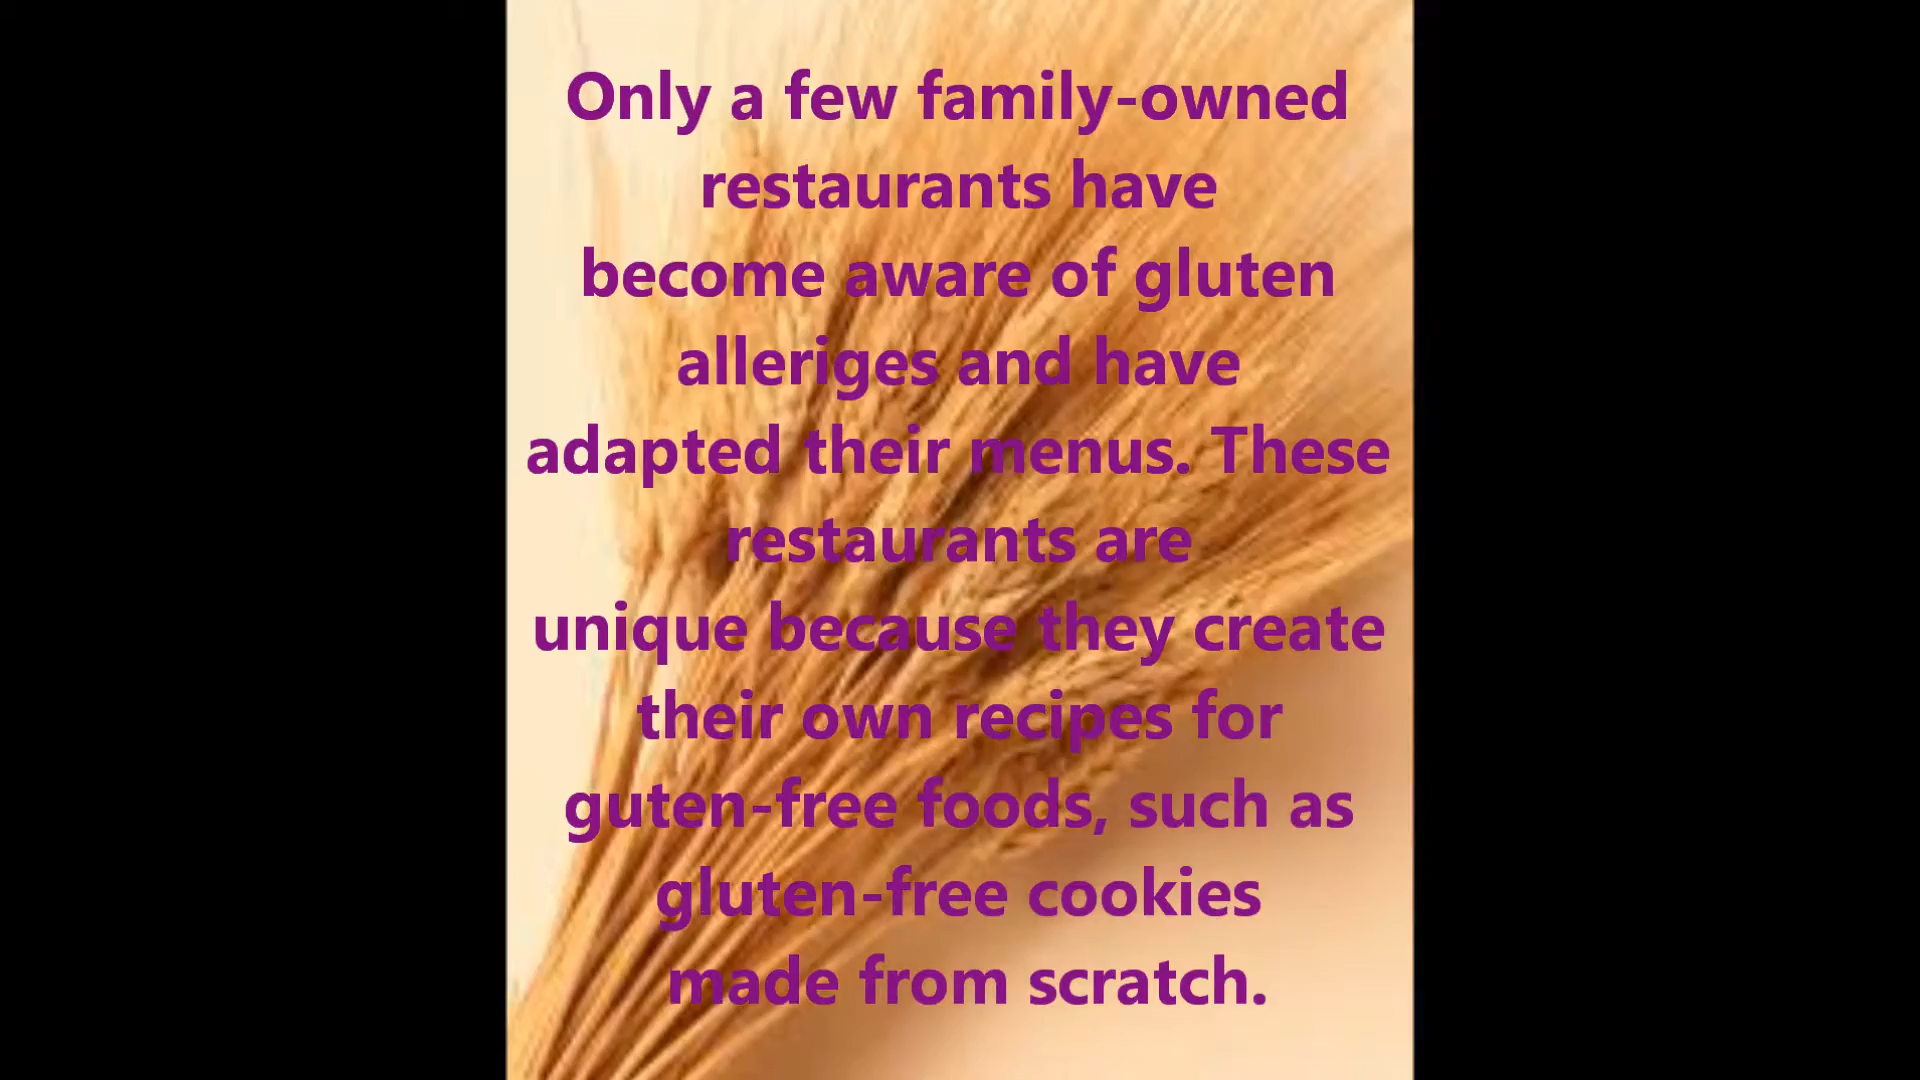 Only a few family-owned
restaurants have
become aware of gluten
alleriges and have
adapted their menus. These
restaurants are
unique because they create
their own recipes for
guten-free foods, such as
gluten-free cookies
made from scratch.